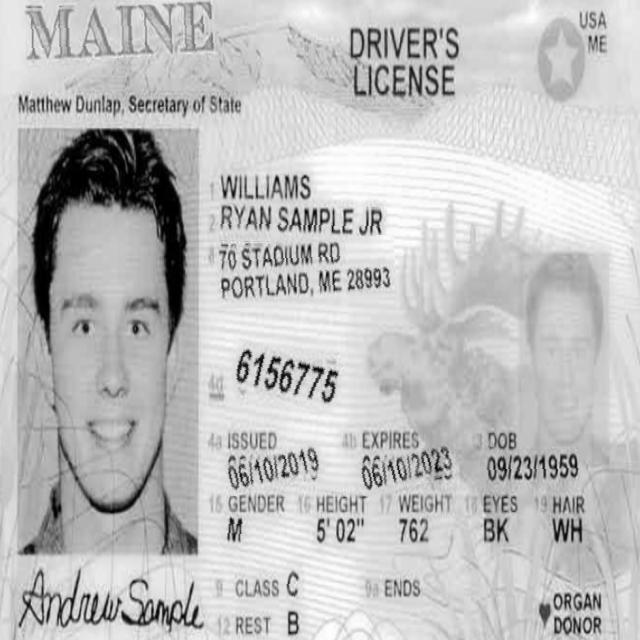 MAINE
DRIVER'S
LICENSE
USA
ME
Matthew Dunlap, Secretary of State
1 WILLIAMS
2 RYAN SAMPLE JR
8 76 STADIUM RD
PORTLAND, ME 28993
4d 6156775
4a ISSUED 4b EXPIRES 3 DOB
06/10/2019 06/10/2023 09/23/1959
15 GENDER 16 HEIGHT 17 WEIGHT 18 EYES 19 HAIR
M 5' 02" 762 BK WH
Andrew Sample
9 CLASS C 9a ENDS
12 REST B
ORGAN
DONOR